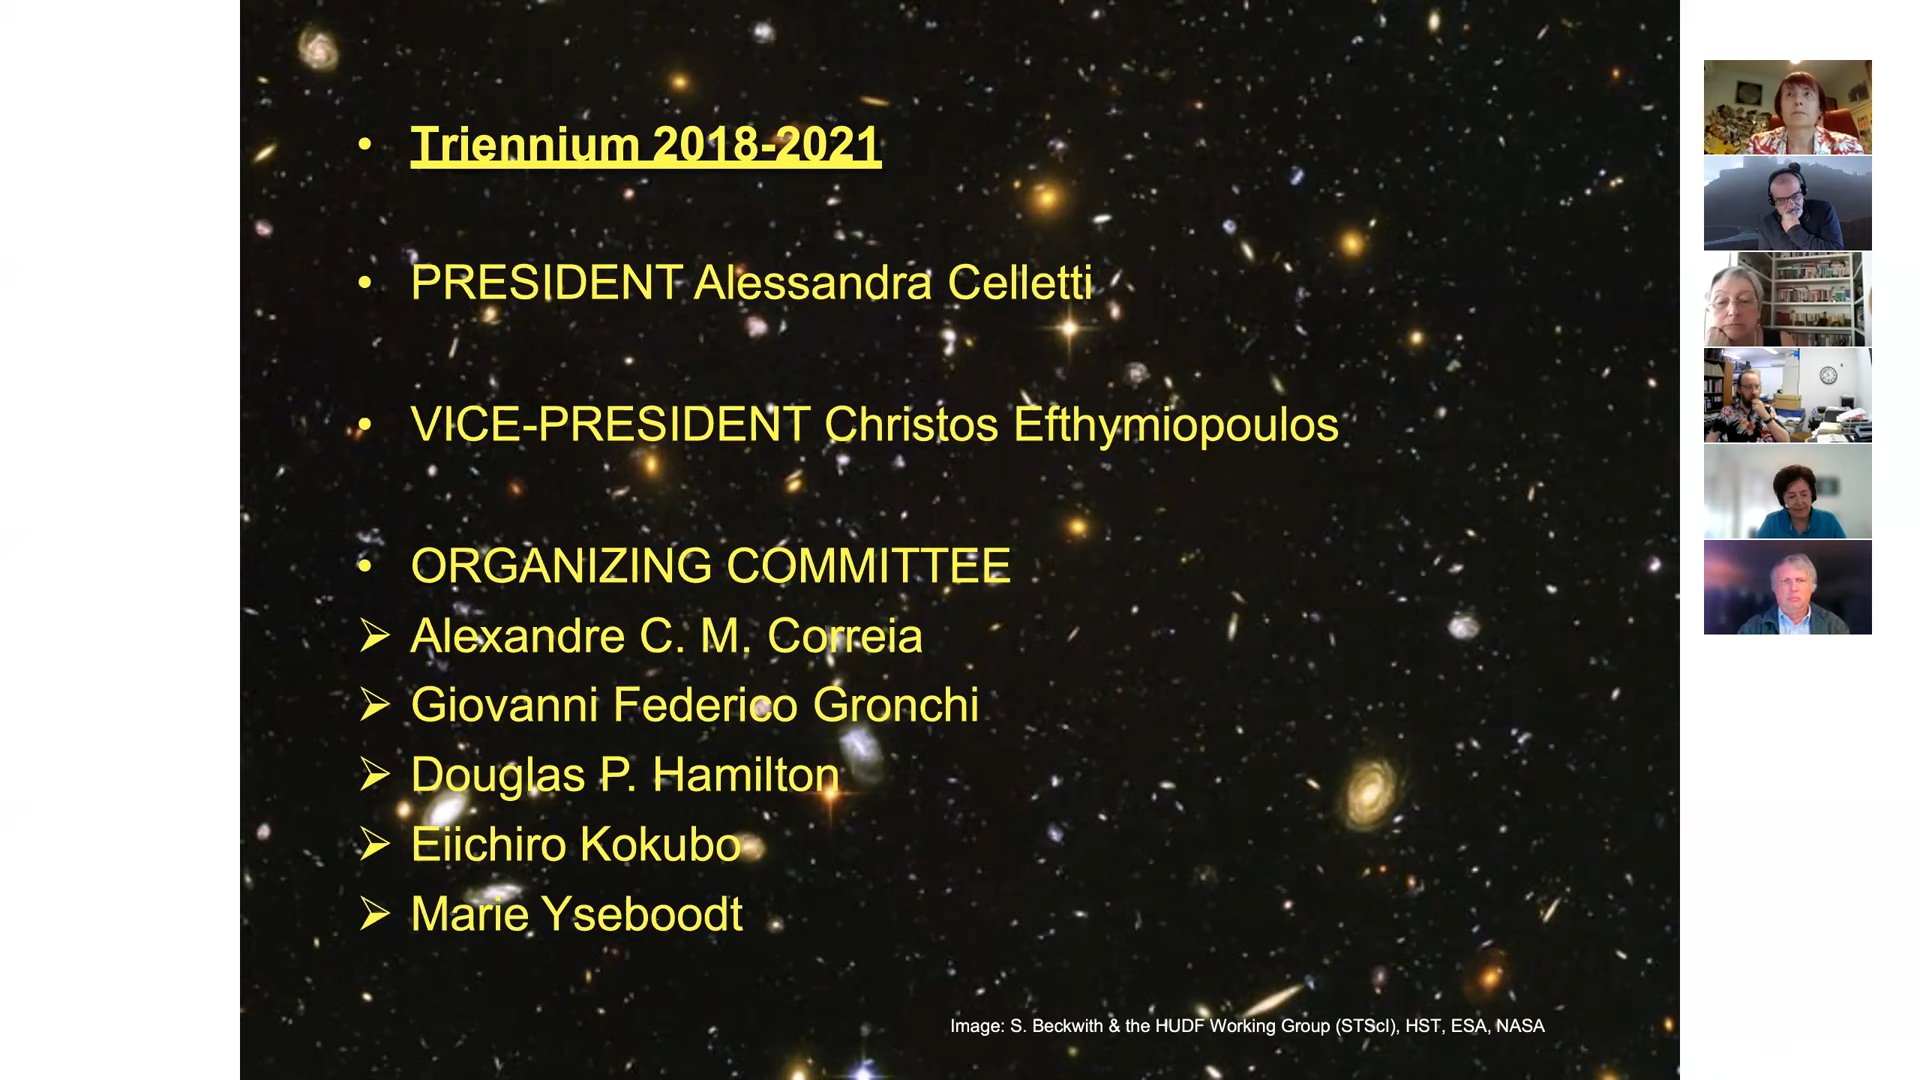 • Triennium 2018-2021
• PRESIDENT Alessandra Celletti
• VICE-PRESIDENT Christos Efthymiopoulos
• ORGANIZING COMMITTEE
➢ Alexandre C. M. Correia
➢ Giovanni Federico Gronchi
➢ Douglas P. Hamilton
➢ Eiichiro Kokubo
➢ Marie Yseboodt
Image: S. Beckwith & the HUDF Working Group (STScI), HST, ESA, NASA